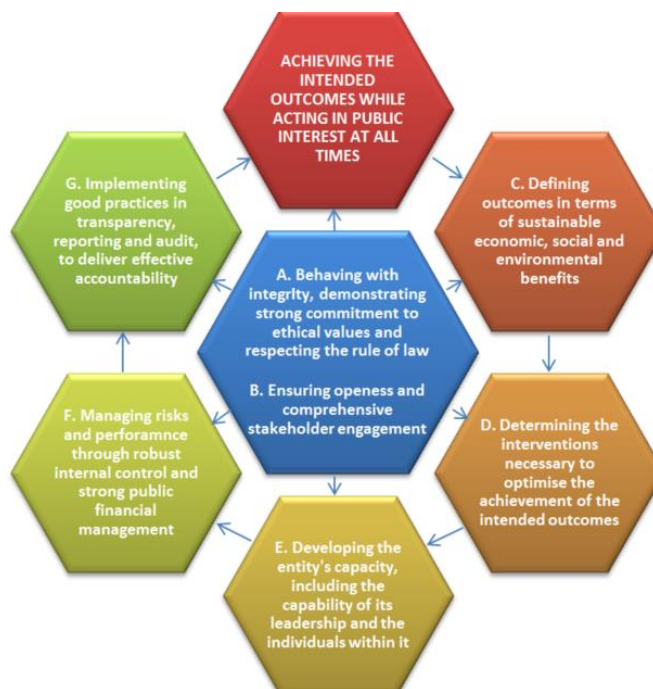 ACHIEVING THE
INTENDED
OUTCOMES WHILE
ACTING IN PUBLIC
INTEREST AT ALL
TIMES
G. Implementing
good practices in
transparency,
reporting and audit,
to deliver effective
accountability
C. Defining
outcomes in terms
of sustainable
economic, social and
environmental
benefits
A. Behaving with
integrity, demonstrating
strong commitment to
ethical values and
respecting the rule of law
B. Ensuring openess and
comprehensive
stakeholder engagement
F. Managing risks
and perforamnce
through robust
internal control and
strong public
financial
management
D. Determining the
interventions
necessary to
optimise the
achievement of the
intended outcomes
E. Developing the
entity's capacity,
including the
capability of its
leadership and the
individuals within it